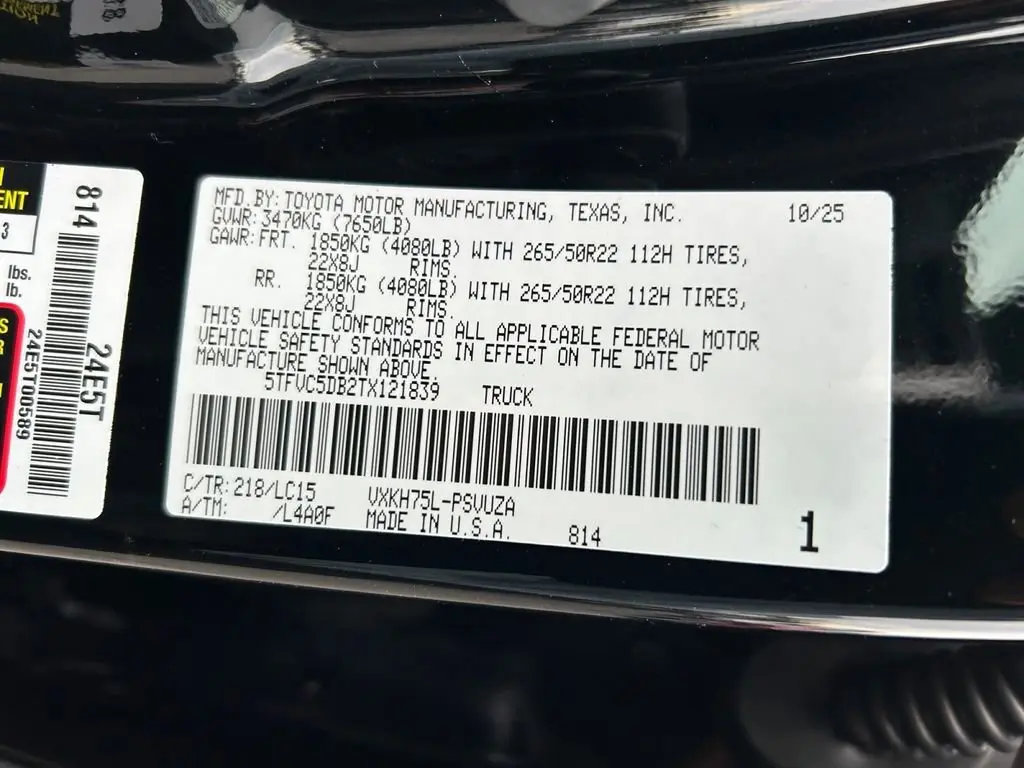 MFD.BY:TOYOTA MOTOR MANUFACTURING, TEXAS, INC. 10/25
GVWR:3470KG (7650LB)
GAWR:FRT. 1850KG (4080LB) WITH 265/50R22 112H TIRES,
22X8J RIMS.
RR. 1850KG (4080LB) WITH 265/50R22 112H TIRES,
22X8J RIMS.
THIS VEHICLE CONFORMS TO ALL APPLICABLE FEDERAL MOTOR
VEHICLE SAFETY STANDARDS IN EFFECT ON THE DATE OF
MANUFACTURE SHOWN ABOVE.
5TFVC5DB2TX121839 TRUCK
C/TR:218/LC15 VXKH75L-PSVUZA
A/TM: /L4A0F MADE IN U.S.A. 814
1
814
24E5T
24E5T00589
3
lbs.
lb.